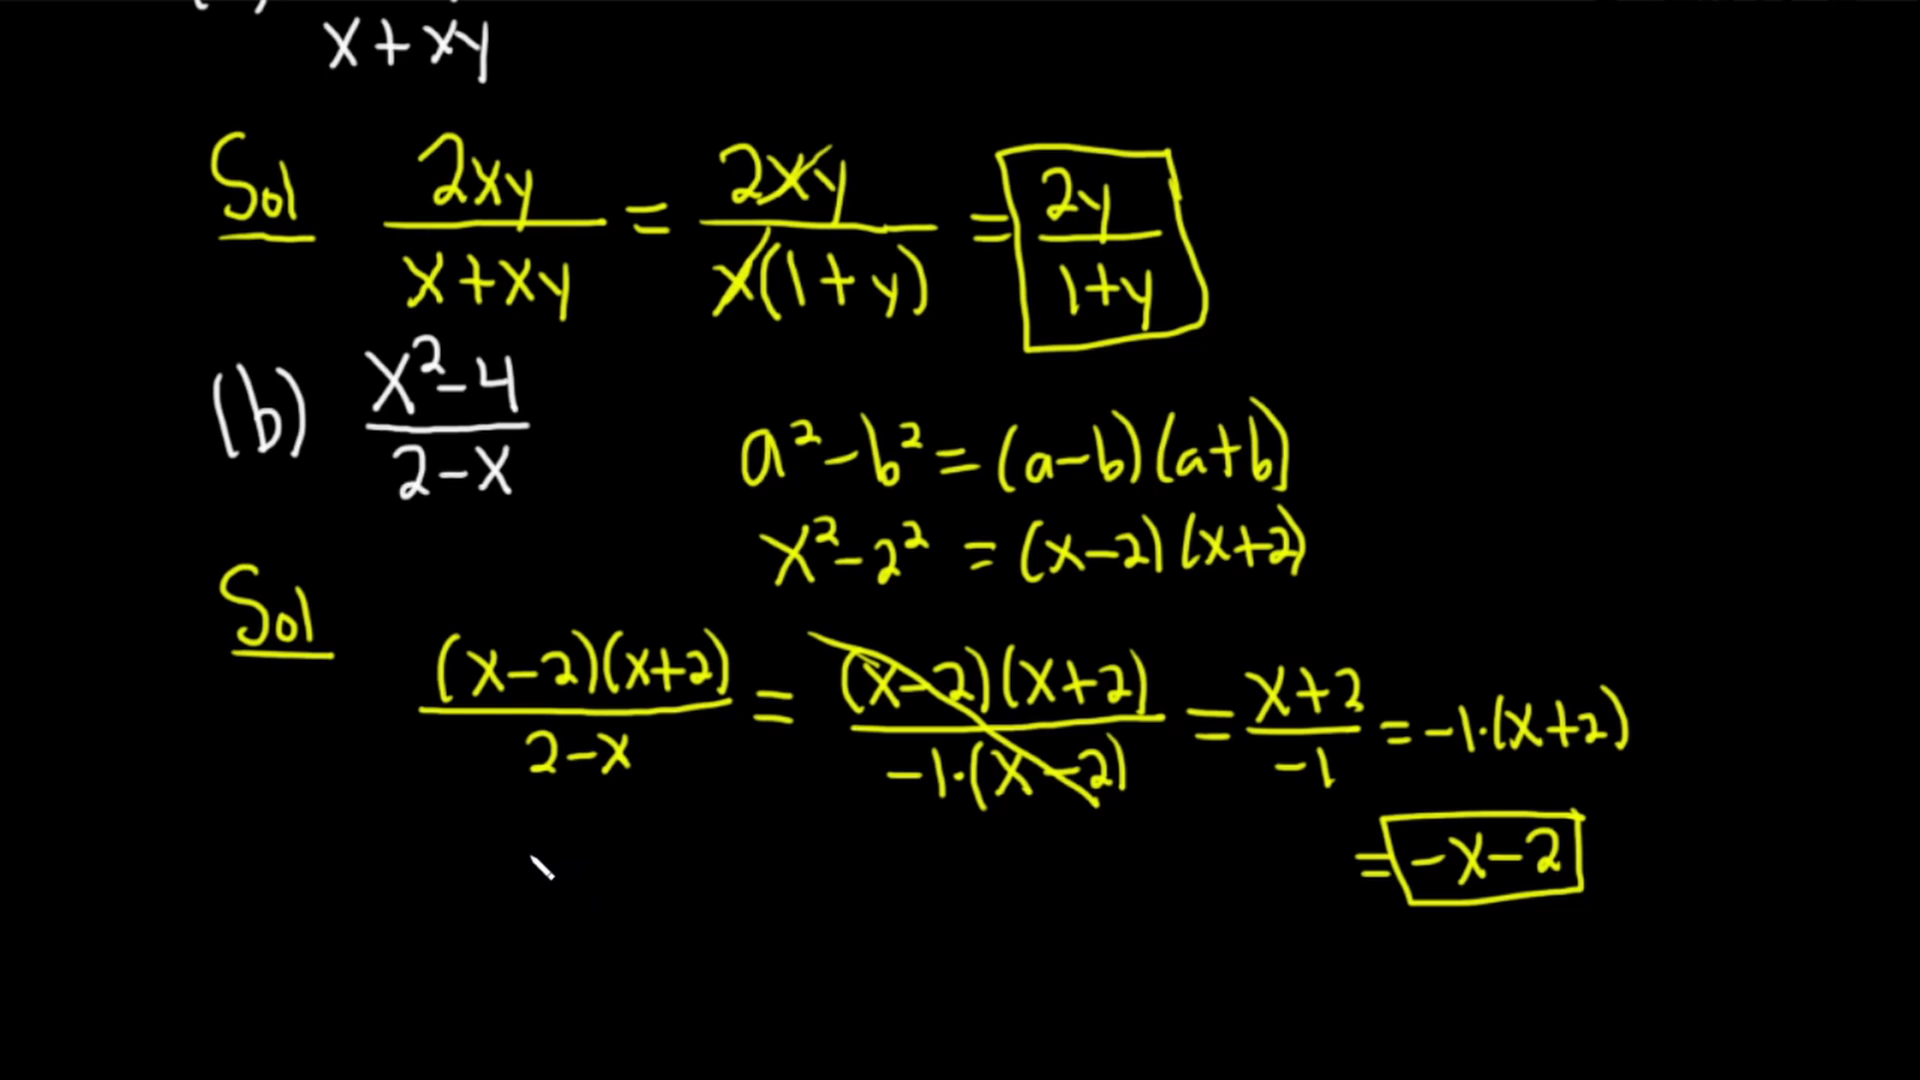 x+xy
Sol 2xy/x+xy = 2xy/x(1+y) = 2y/1+y
(b) x²-4/2-x
a²-b²=(a-b)(a+b)
x²-2² = (x-2)(x+2)
Sol
(x-2)(x+2)/2-x = (x-2)(x+2)/-1·(x-2) = x+2/-1 = -1·(x+2)
= -x-2